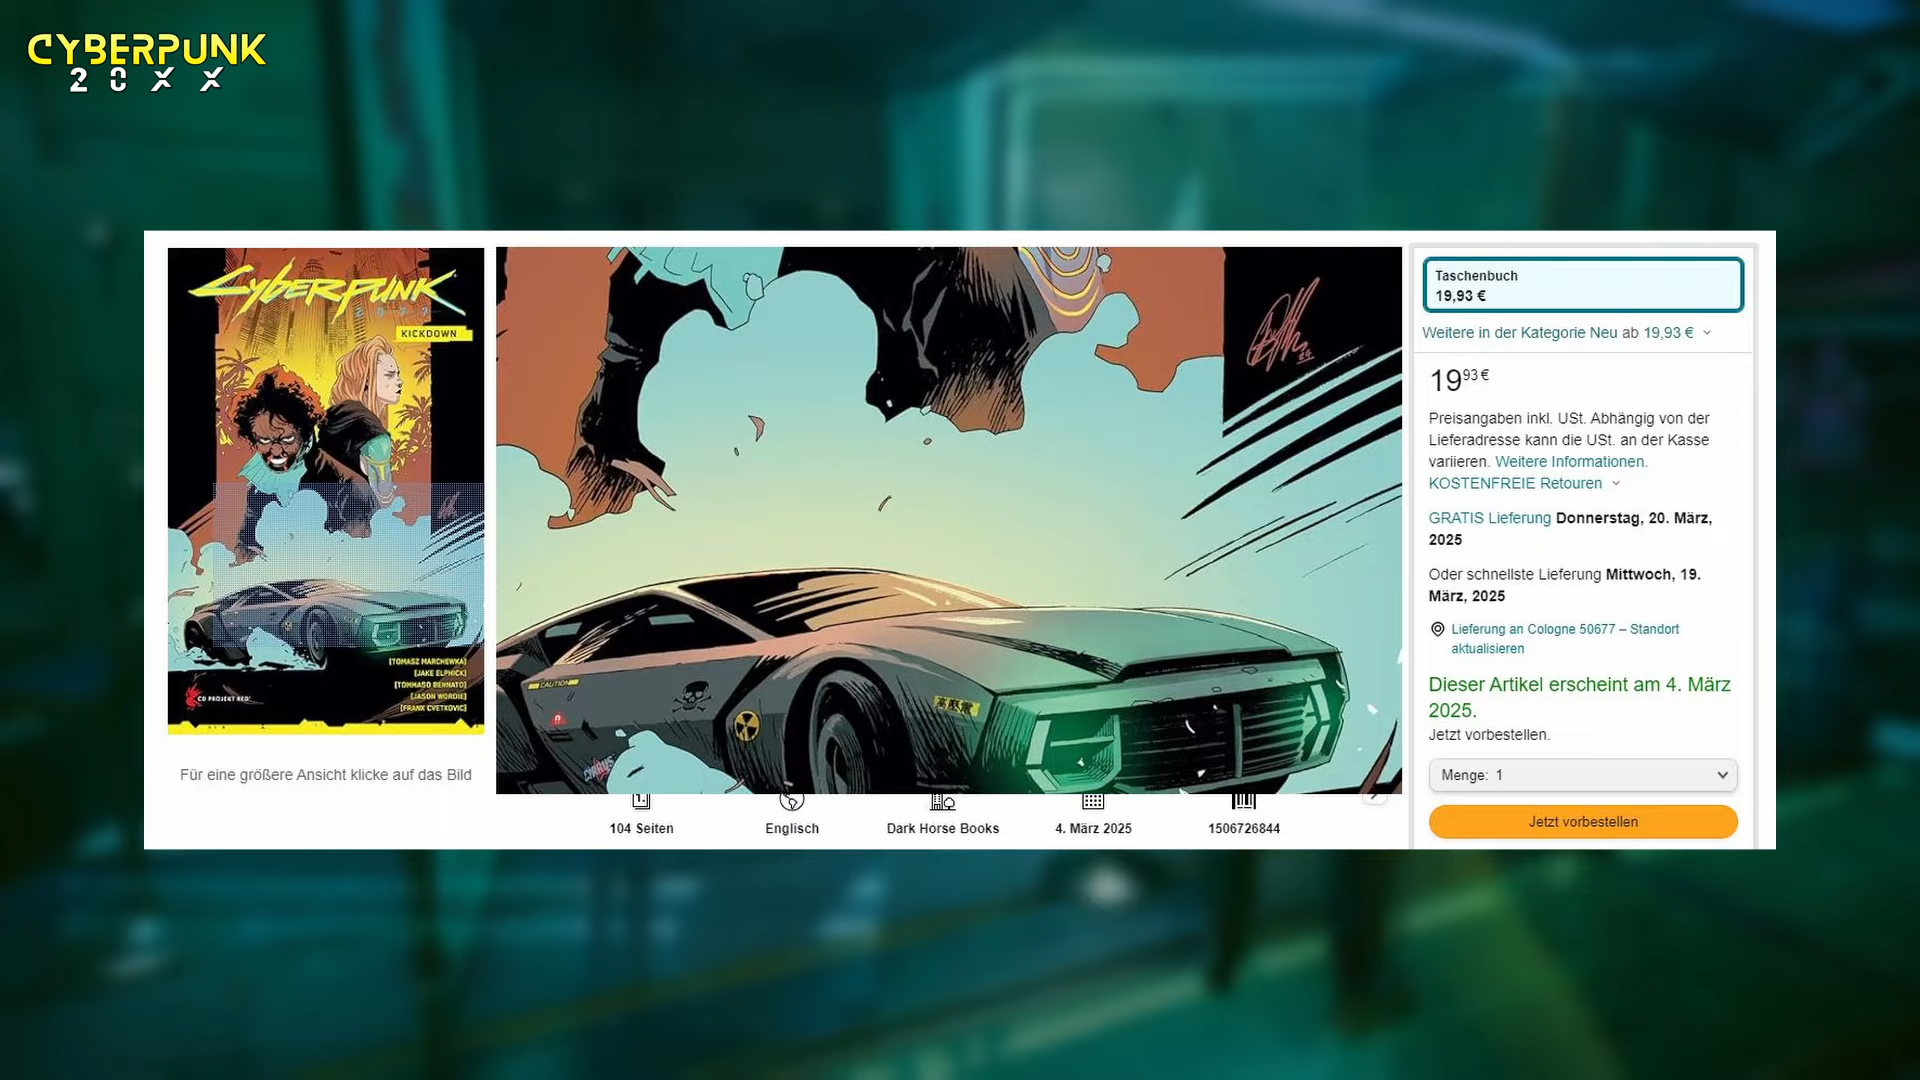 CYBERPUNK
20XX
CYBERPUNK
2077
KICKDOWN
[TOMASZ MARCHEWKA]
[JAKE ELPHICK]
[TOMMASO BENNATO]
[JASON WORDIE]
[FRANK CVETKOVIC]
CD PROJEKT RED
Für eine größere Ansicht klicke auf das Bild
CAUTION
104 Seiten
Englisch
Dark Horse Books
4. März 2025
1506726844
Taschenbuch
19,93 €
Weitere in der Kategorie Neu ab 19,93 €
1993 €
Preisangaben inkl. USt. Abhängig von der
Lieferadresse kann die USt. an der Kasse
variieren. Weitere Informationen.
KOSTENFREIE Retouren
GRATIS Lieferung Donnerstag, 20. März,
2025
Oder schnellste Lieferung Mittwoch, 19.
März, 2025
Lieferung an Cologne 50677 – Standort
aktualisieren
Dieser Artikel erscheint am 4. März
2025.
Jetzt vorbestellen.
Menge: 1
Jetzt vorbestellen